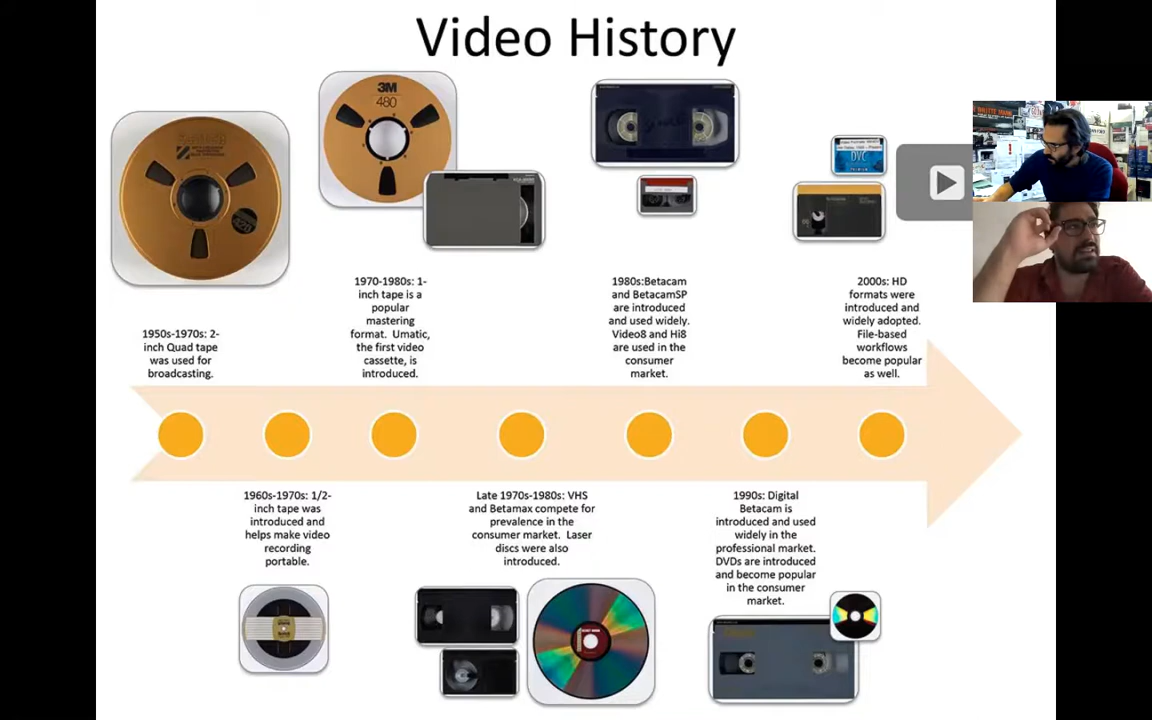 Video History
3M
480
DVC
1950s-1970s: 2-
inch Quad tape
was used for
broadcasting.
1970-1980s: 1-
inch tape is a
popular
mastering
format.  Umatic,
the first video
cassette, is
introduced.
1980s:Betacam
and BetacamSP
are introduced
and used widely.
Video8 and Hi8
are used in the
consumer
market.
2000s: HD
formats were
introduced and
widely adopted.
File-based
workflows
become popular
as well.
1960s-1970s: 1/2-
inch tape was
introduced and
helps make video
recording
portable.
Late 1970s-1980s: VHS
and Betamax compete for
prevalence in the
consumer market.  Laser
discs were also
introduced.
1990s: Digital
Betacam is
introduced and used
widely in the
professional market.
DVDs are introduced
and become popular
in the consumer
market.